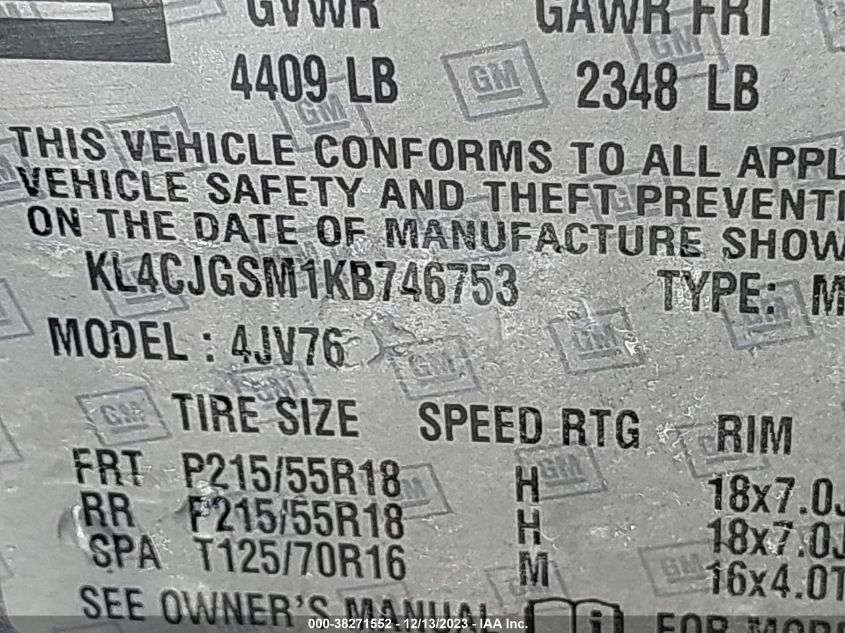 GVWR GAWR FRT
4409 LB GM 2348 LB
THIS VEHICLE CONFORMS TO ALL APPL
VEHICLE SAFETY AND THEFT PREVENTI
ON THE DATE OF MANUFACTURE SHOW
KL4CJGSM1KB746753 TYPE: M
MODEL : 4JV76
TIRE SIZE SPEED RTG RIM
FRT P215/55R18 H 18x7.0J
RR P215/55R18 H 18x7.0J
SPA T125/70R16 M 16x4.0T
SEE OWNER'S MANUAL i FOR MORE
000-38271552 - 12/13/2023 - IAA Inc.